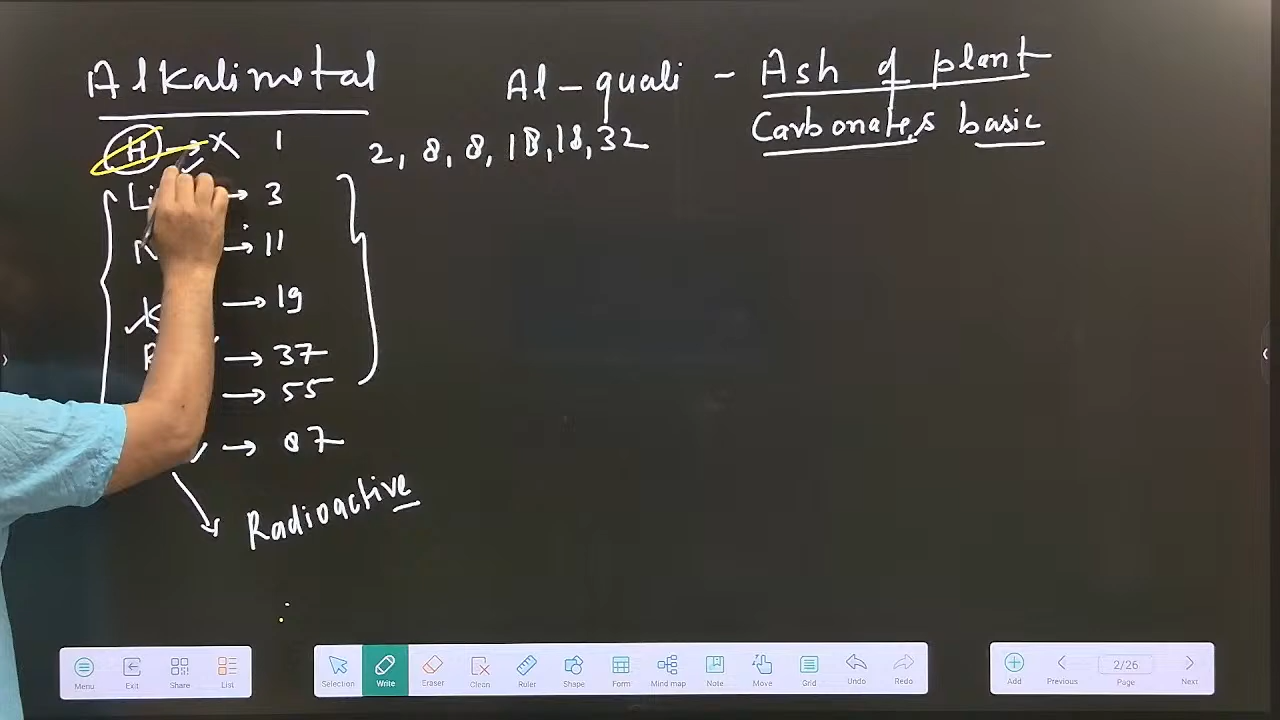 Alkalimetal
Al - quali - Ash of plant
Carbonates basic
H → X 1
2, 8, 8, 18, 18, 32
Li → 3
→ 11
K → 19
R → 37
→ 55
→ 87
Radioactive
Menu Exit Share List
Selection Write Eraser Clean Ruler Shape Form Mind map Note Move Grid Undo Redo
Add Previous 2/26 Page Next